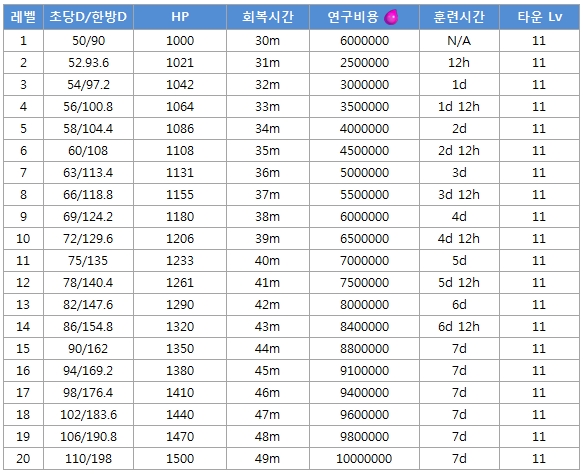 레벨 초당D/한방D HP 회복시간 연구비용 훈련시간 타운 Lv
1 50/90 1000 30m 6000000 N/A 11
2 52.93.6 1021 31m 2500000 12h 11
3 54/97.2 1042 32m 3000000 1d 11
4 56/100.8 1064 33m 3500000 1d 12h 11
5 58/104.4 1086 34m 4000000 2d 11
6 60/108 1108 35m 4500000 2d 12h 11
7 63/113.4 1131 36m 5000000 3d 11
8 66/118.8 1155 37m 5500000 3d 12h 11
9 69/124.2 1180 38m 6000000 4d 11
10 72/129.6 1206 39m 6500000 4d 12h 11
11 75/135 1233 40m 7000000 5d 11
12 78/140.4 1261 41m 7500000 5d 12h 11
13 82/147.6 1290 42m 8000000 6d 11
14 86/154.8 1320 43m 8400000 6d 12h 11
15 90/162 1350 44m 8800000 7d 11
16 94/169.2 1380 45m 9100000 7d 11
17 98/176.4 1410 46m 9400000 7d 11
18 102/183.6 1440 47m 9600000 7d 11
19 106/190.8 1470 48m 9800000 7d 11
20 110/198 1500 49m 10000000 7d 11